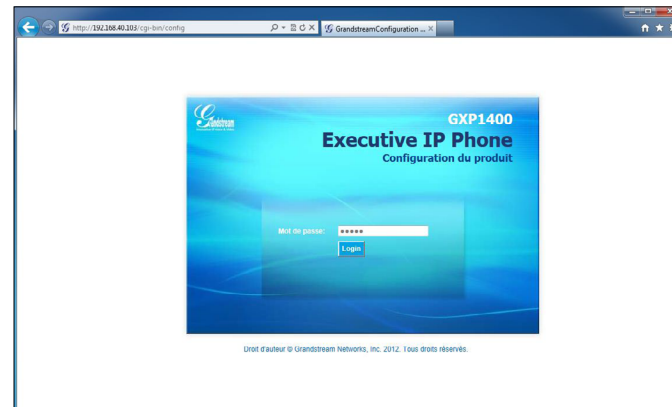 http://192.168.40.103/cgi-bin/config
GrandstreamConfiguration ...
Grandstream
GXP1400
Executive IP Phone
Configuration du produit
Mot de passe:
Login
Droit d'auteur © Grandstream Networks, Inc. 2012. Tous droits réservés.